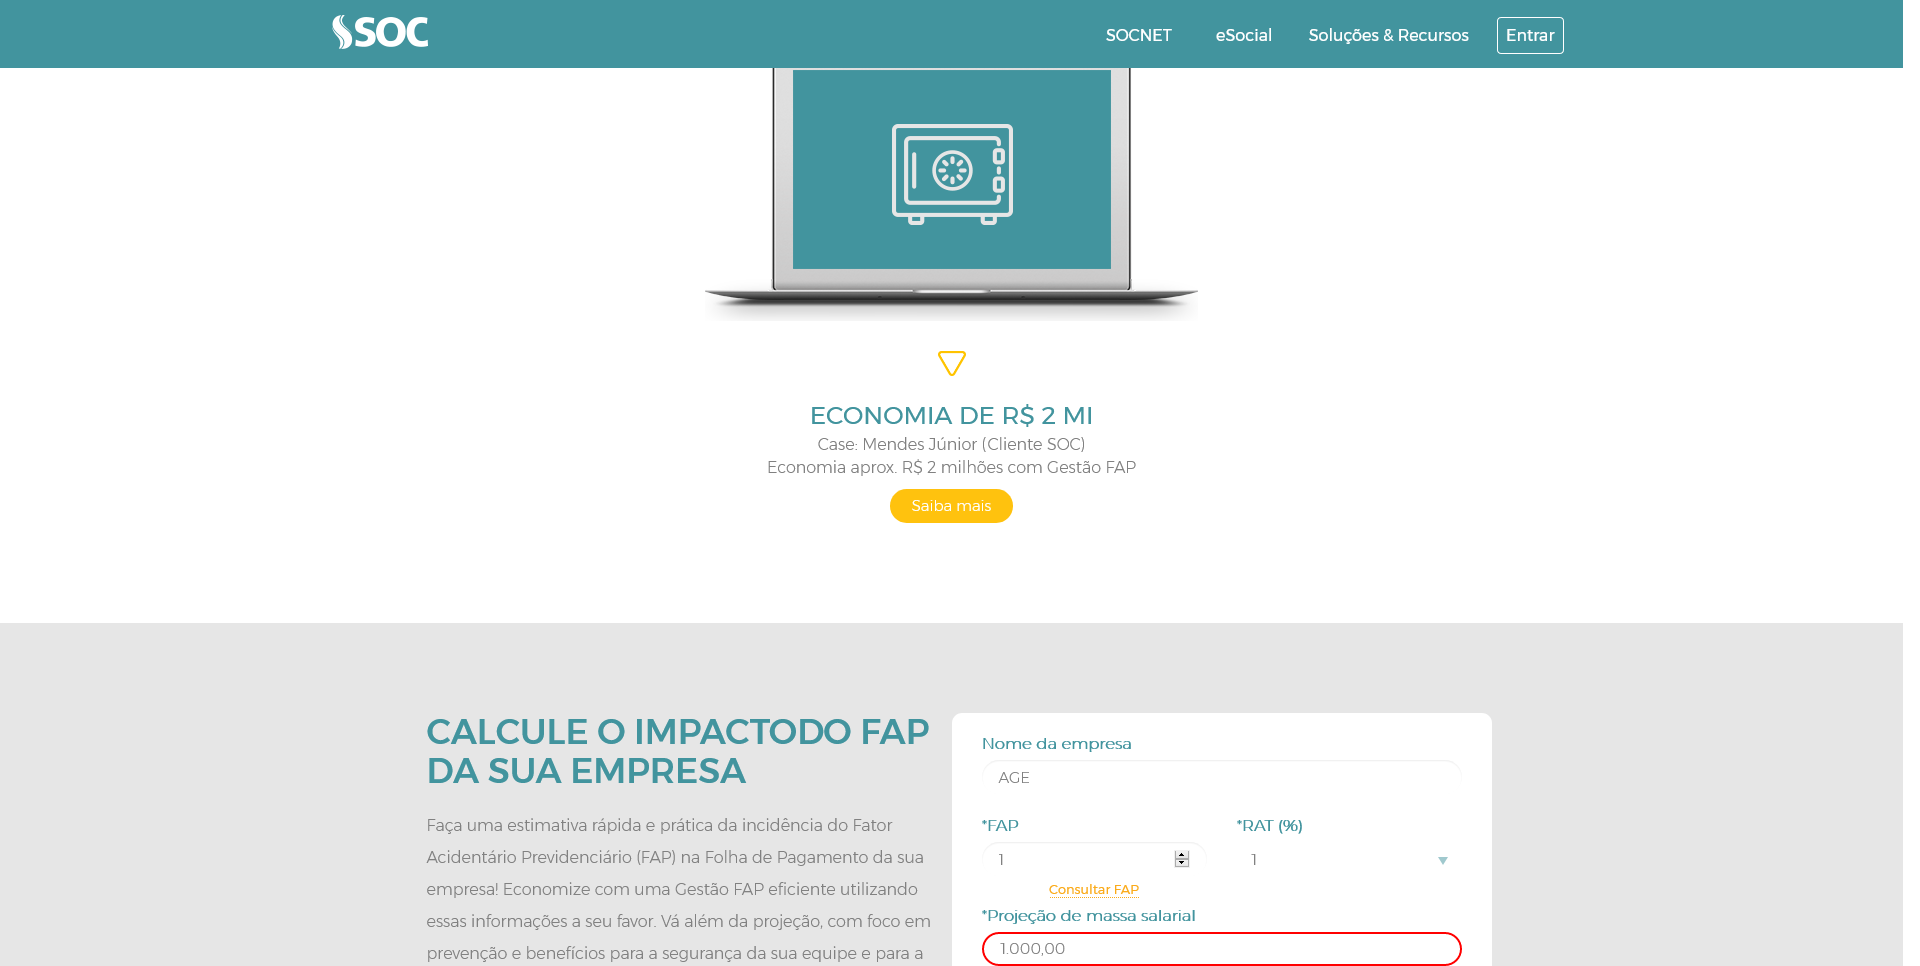 SOC
SOCNET
eSocial
Soluções & Recursos
Entrar
ECONOMIA DE R$ 2 MI
Case: Mendes Júnior (Cliente SOC)
Economia aprox. R$ 2 milhões com Gestão FAP
Saiba mais
CALCULE O IMPACTODO FAP
DA SUA EMPRESA
Faça uma estimativa rápida e prática da incidência do Fator
Acidentário Previdenciário (FAP) na Folha de Pagamento da sua
empresa! Economize com uma Gestão FAP eficiente utilizando
essas informações a seu favor. Vá além da projeção, com foco em
prevenção e benefícios para a segurança da sua equipe e para a
Nome da empresa
AGE
*FAP
1
Consultar FAP
*RAT (%)
1
*Projeção de massa salarial
1.000,00